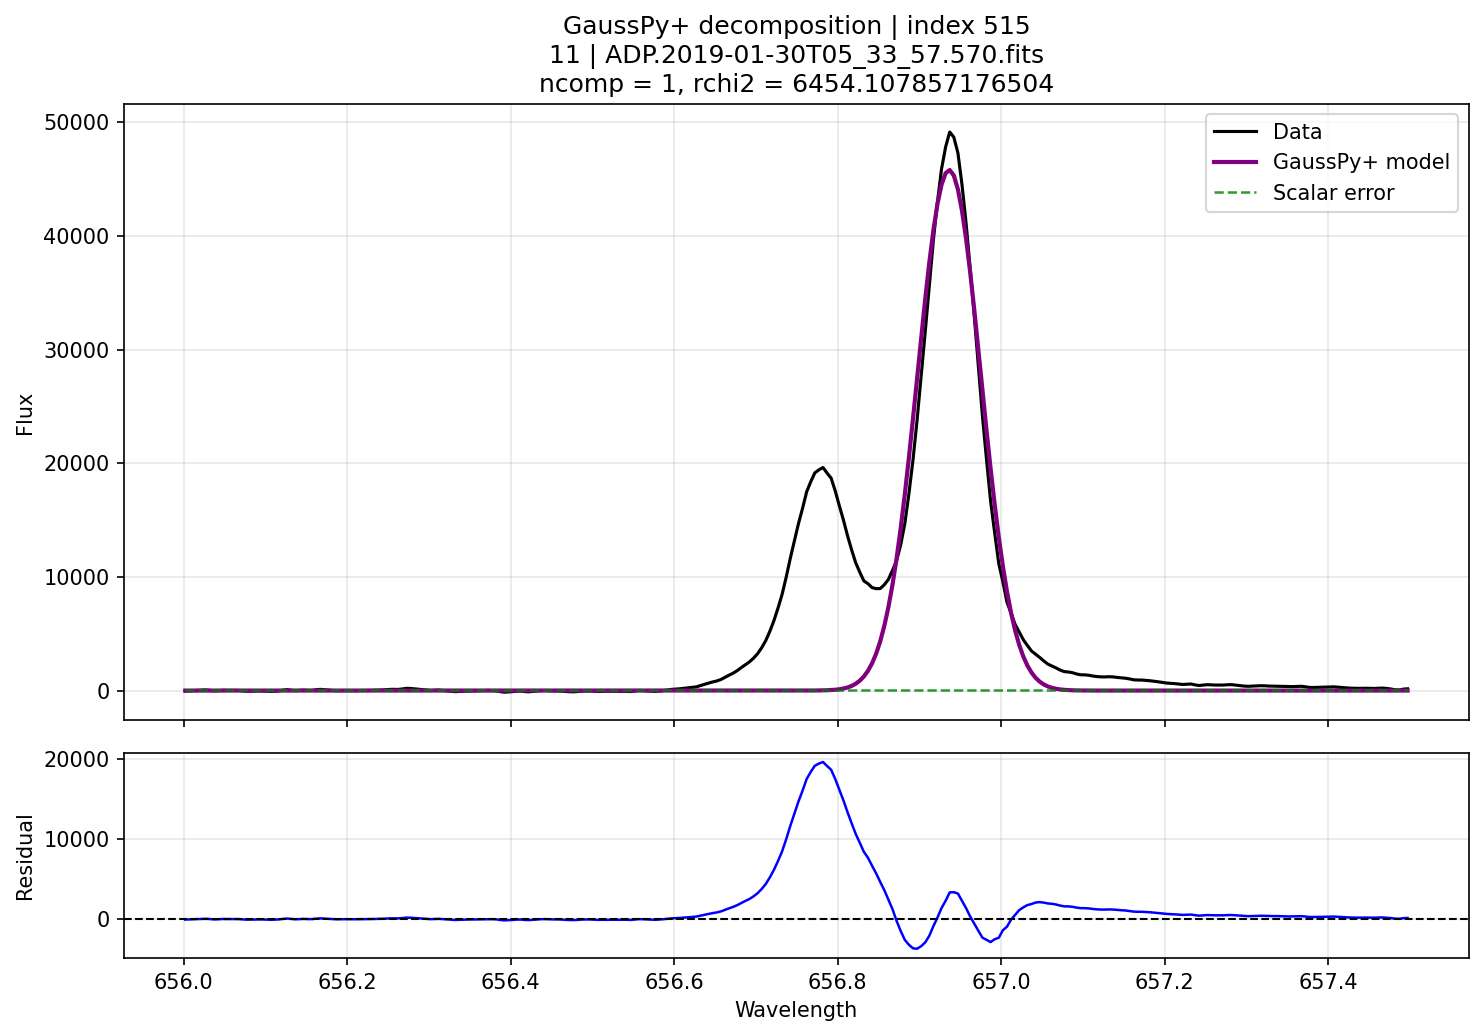 GaussPy+ decomposition | index 515
11 | ADP.2019-01-30T05_33_57.570.fits
ncomp = 1, rchi2 = 6454.107857176504
50000
40000
30000
20000
10000
0
Flux
Data
GaussPy+ model
Scalar error
20000
10000
0
Residual
656.0 656.2 656.4 656.6 656.8 657.0 657.2 657.4
Wavelength